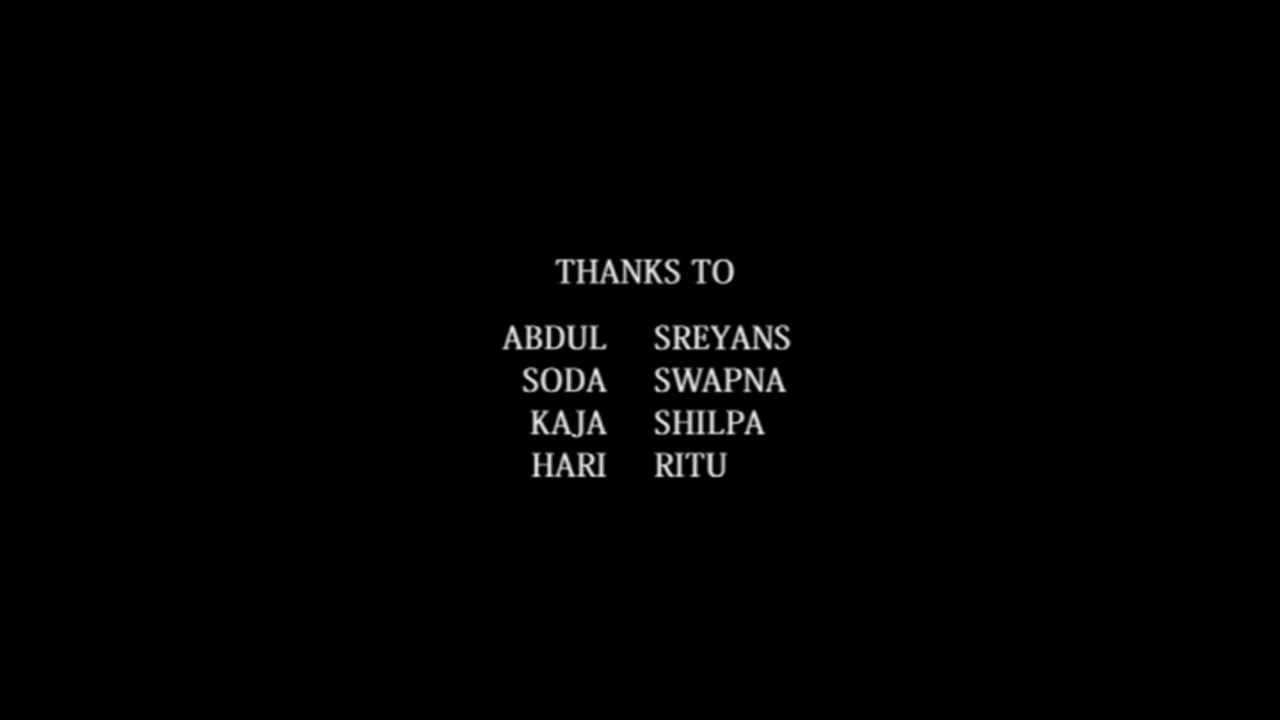 THANKS TO
ABDUL SREYANS
SODA SWAPNA
KAJA SHILPA
HARI RITU